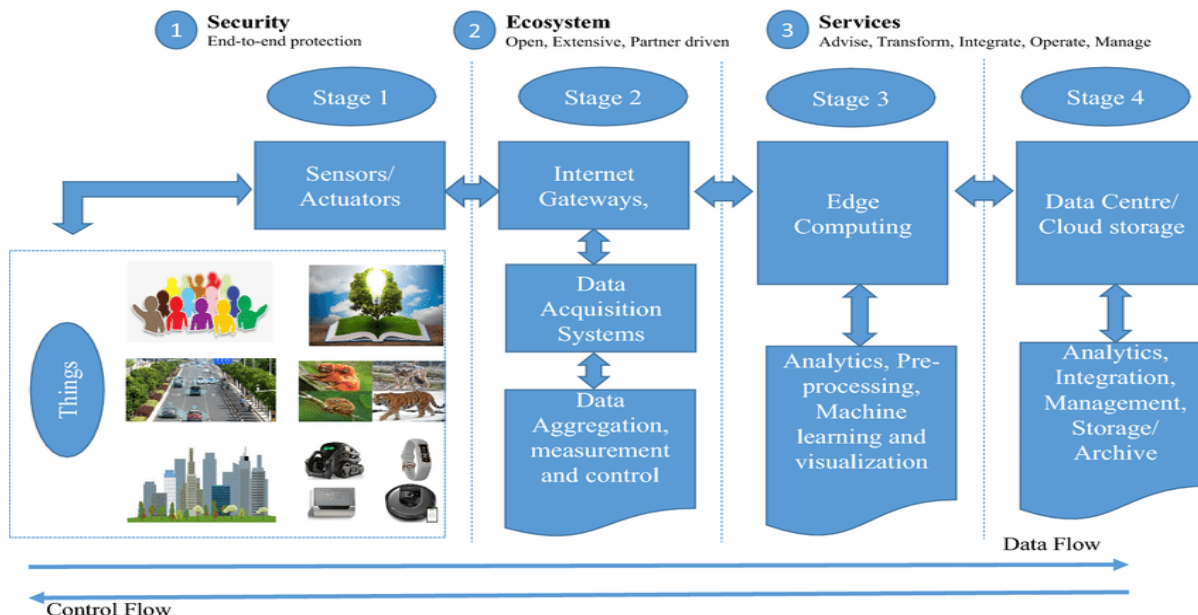 1 Security
End-to-end protection
2 Ecosystem
Open, Extensive, Partner driven
3 Services
Advise, Transform, Integrate, Operate, Manage
Stage 1
Stage 2
Stage 3
Stage 4
Sensors/
Actuators
Internet
Gateways,
Edge
Computing
Data Centre/
Cloud storage
Things
Data
Acquisition
Systems
Data
Aggregation,
measurement
and control
Analytics, Pre-
processing,
Machine
learning and
visualization
Analytics,
Integration,
Management,
Storage/
Archive
Data Flow
Control Flow